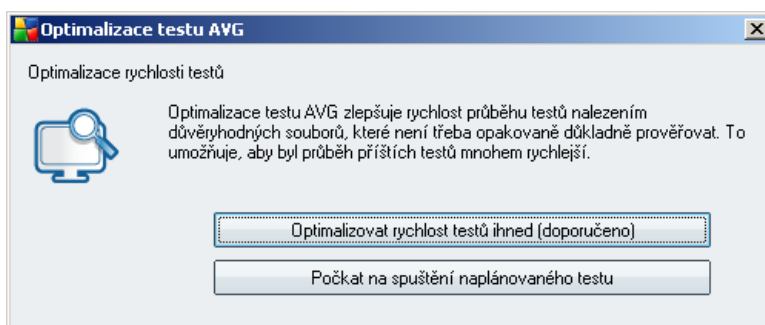 Optimalizace testu AVG
Optimalizace rychlosti testů
Optimalizace testu AVG zlepšuje rychlost průběhu testů nalezením
důvěryhodných souborů, které není třeba opakovaně důkladně prověřovat. To
umožňuje, aby byl průběh příštích testů mnohem rychlejší.
Optimalizovat rychlost testů ihned (doporučeno)
Počkat na spuštění naplánovaného testu